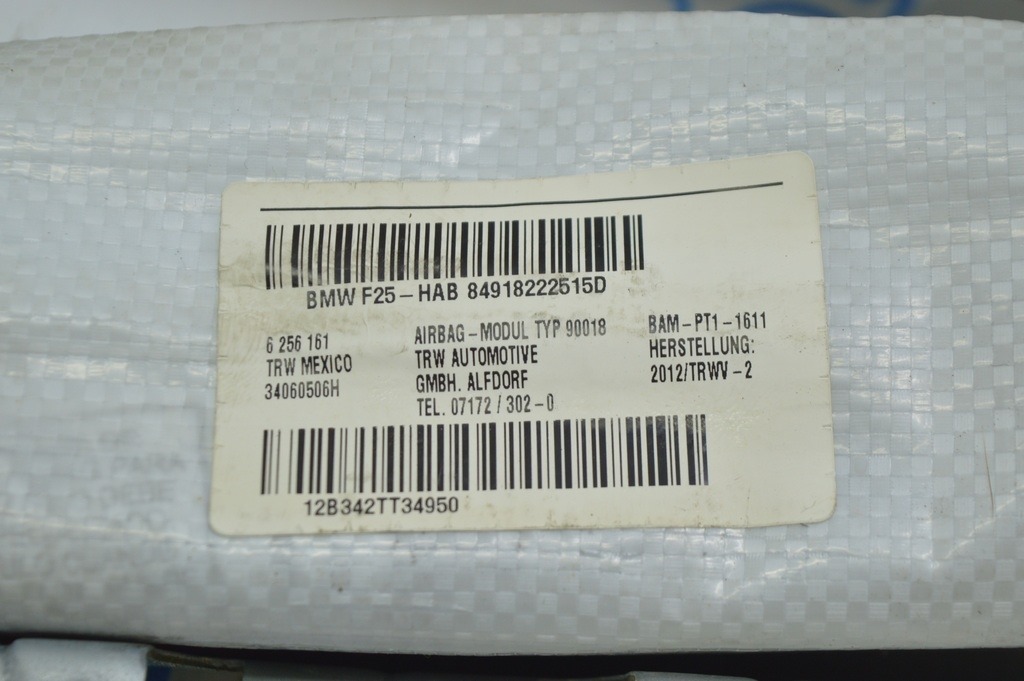 BMW F25-HAB 84918222515D
6 256 161
TRW MEXICO
34060506H
AIRBAG-MODUL TYP 90018
TRW AUTOMOTIVE
GMBH. ALFDORF
TEL. 07172 / 302-0
BAM-PT1-1611
HERSTELLUNG:
2012/TRWV-2
12B342TT34950